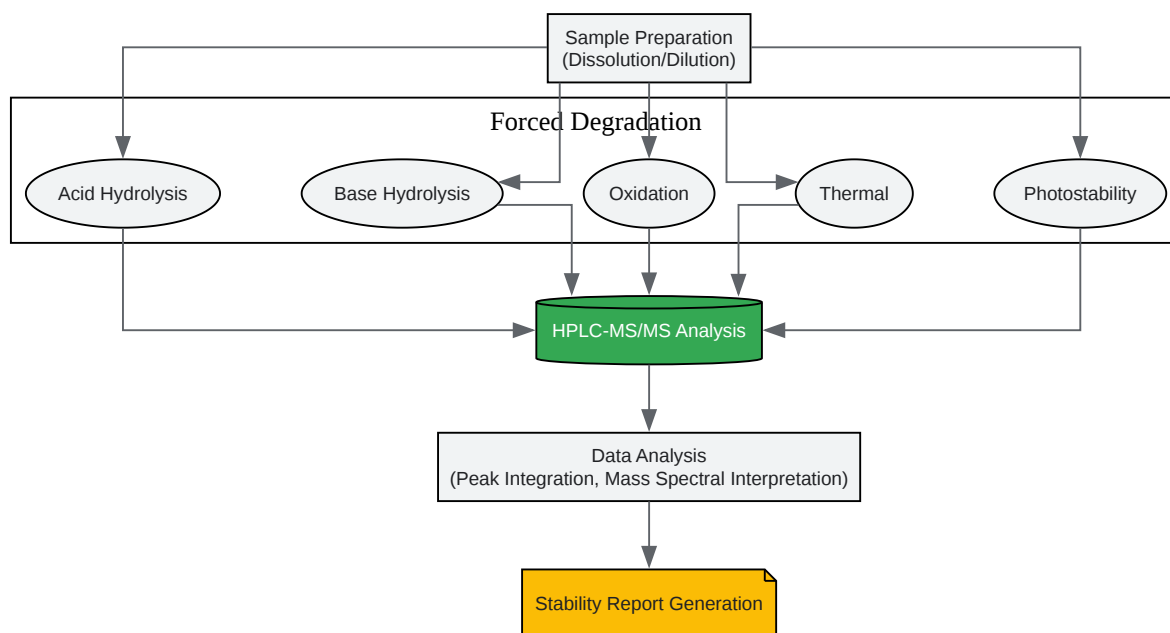 Sample Preparation
(Dissolution/Dilution)
Forced Degradation
Acid Hydrolysis
Base Hydrolysis
Oxidation
Thermal
Photostability
HPLC-MS/MS Analysis
Data Analysis
(Peak Integration, Mass Spectral Interpretation)
Stability Report Generation